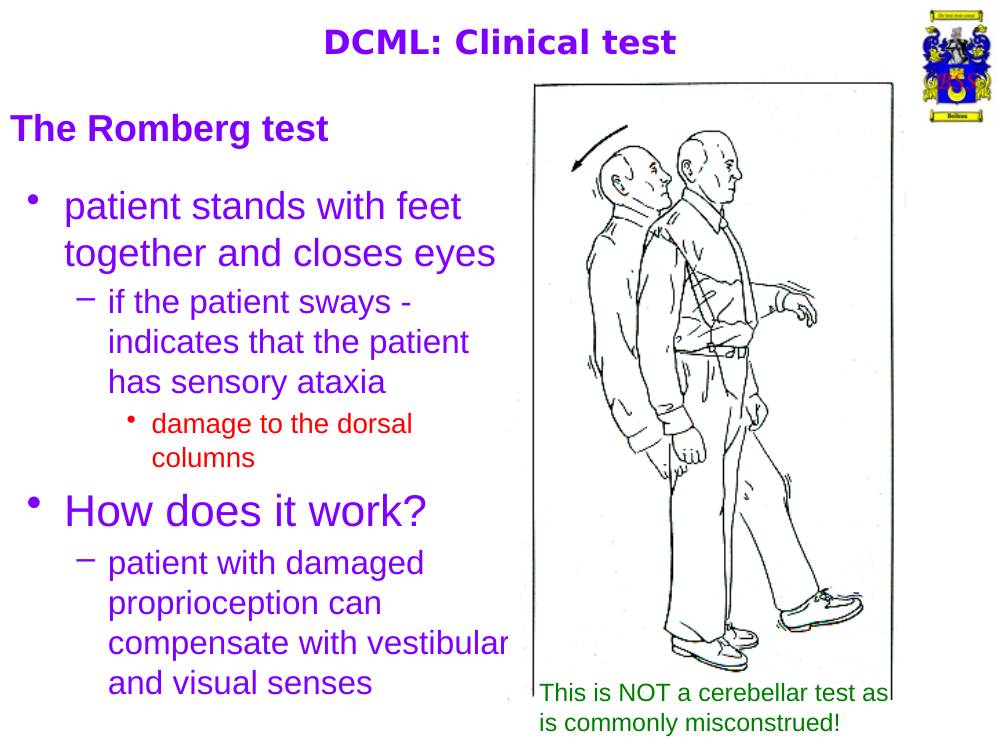 DCML: Clinical test
The Romberg test
• patient stands with feet
together and closes eyes
– if the patient sways -
indicates that the patient
has sensory ataxia
• damage to the dorsal
columns
• How does it work?
– patient with damaged
proprioception can
compensate with vestibular
and visual senses
This is NOT a cerebellar test as
is commonly misconstrued!